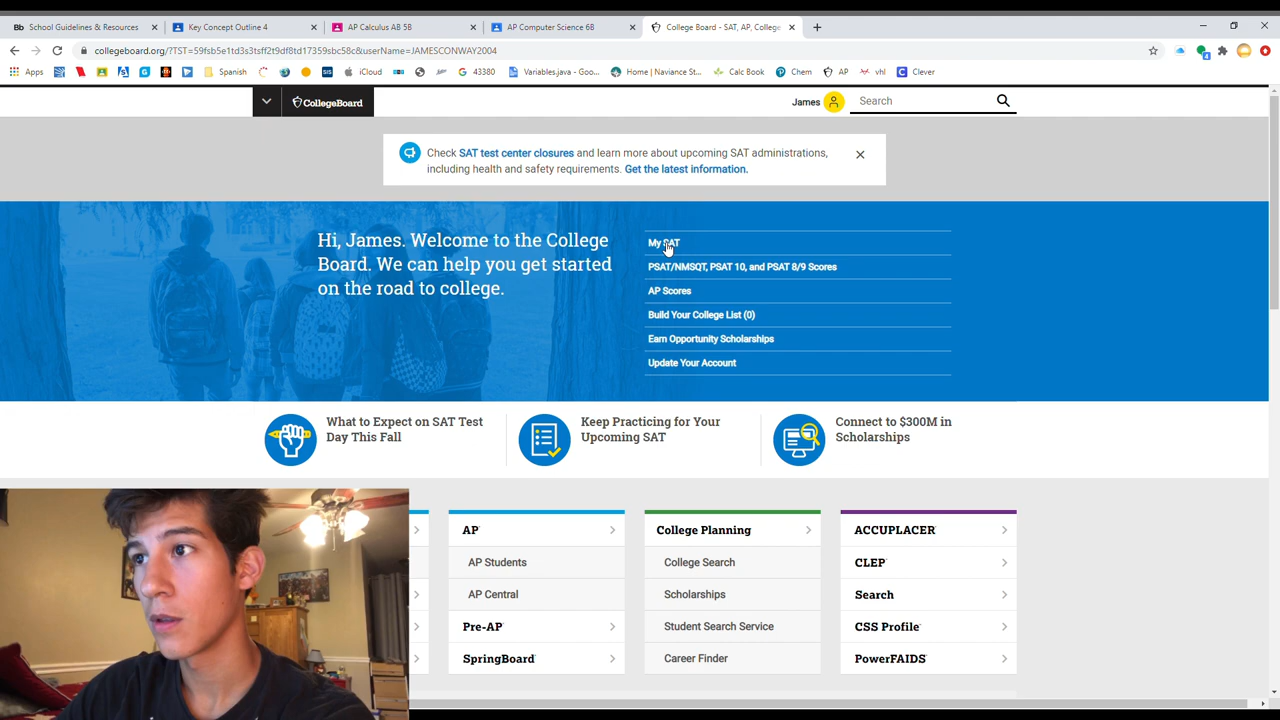 School Guidelines & Resources
Key Concept Outline 4
AP Calculus AB 5B
AP Computer Science 6B
College Board - SAT, AP, College
collegeboard.org/?TST=59fsb5e1td3s3tsff2t9df8td17359sbc58c&userName=JAMESCONWAY2004
Apps
Spanish
SIS
iCloud
43380
Variables.java - Goo...
Home | Naviance St...
Calc Book
Chem
AP
vhl
Clever
CollegeBoard
James
Search
Check SAT test center closures and learn more about upcoming SAT administrations,
including health and safety requirements. Get the latest information.
Hi, James. Welcome to the College
Board. We can help you get started
on the road to college.
My SAT
PSAT/NMSQT, PSAT 10, and PSAT 8/9 Scores
AP Scores
Build Your College List (0)
Earn Opportunity Scholarships
Update Your Account
What to Expect on SAT Test
Day This Fall
Keep Practicing for Your
Upcoming SAT
Connect to $300M in
Scholarships
AP
AP Students
AP Central
Pre-AP
SpringBoard
College Planning
College Search
Scholarships
Student Search Service
Career Finder
ACCUPLACER
CLEP
Search
CSS Profile
PowerFAIDS